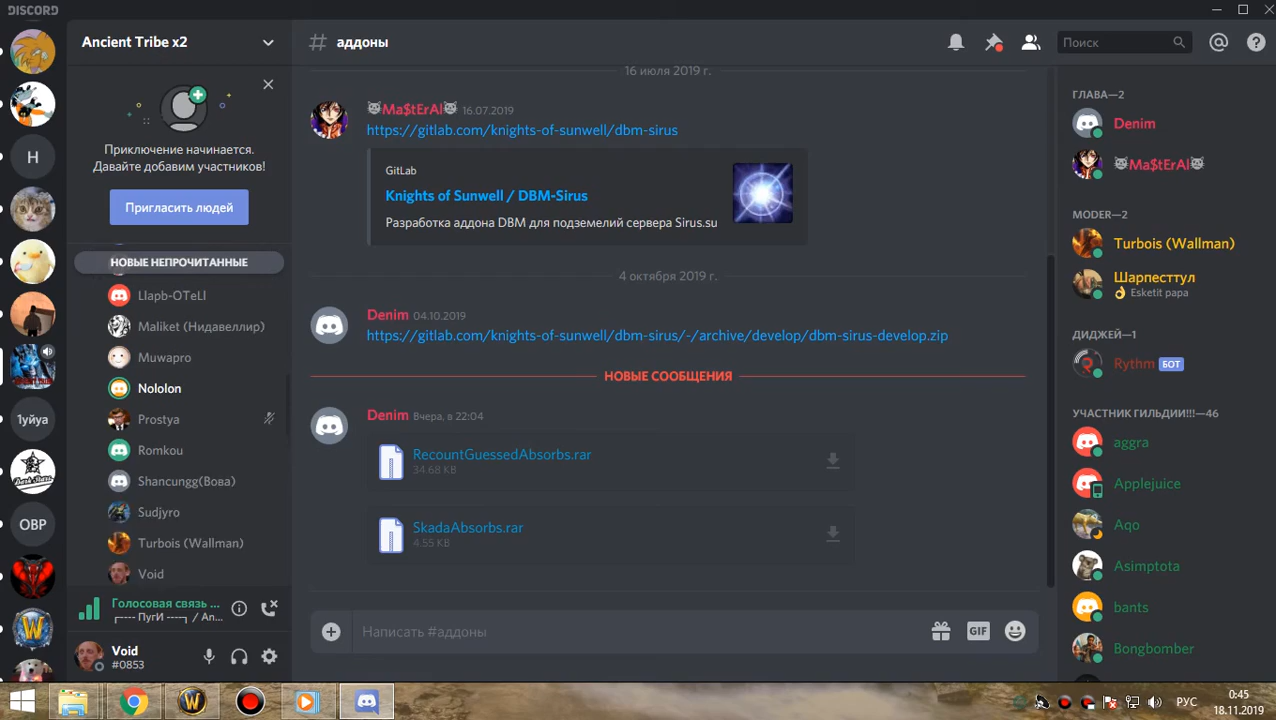 DISCORD
Ancient Tribe x2
Приключение начинается.
Давайте добавим участников!
Пригласить людей
НОВЫЕ НЕПРОЧИТАННЫЕ
Llapb-OTeLI
Maliket (Нидавеллир)
Muwapro
Nololon
Prostya
Romkou
Shancungg(Вова)
Sudjyro
Turbois (Wallman)
Void
Голосовая связь ...
┌---- ПугИ ----┐ / An...
Void
#0853
H
1уйуа
ОВР
# аддоны
Поиск
16 июля 2019 г.
Ma$tErAl 16.07.2019
https://gitlab.com/knights-of-sunwell/dbm-sirus
GitLab
Knights of Sunwell / DBM-Sirus
Разработка аддона DBM для подземелий сервера Sirus.su
4 октября 2019 г.
Denim 04.10.2019
https://gitlab.com/knights-of-sunwell/dbm-sirus/-/archive/develop/dbm-sirus-develop.zip
НОВЫЕ СООБЩЕНИЯ
Denim Вчера, в 22:04
RecountGuessedAbsorbs.rar
34.68 KB
SkadaAbsorbs.rar
4.55 KB
Написать #аддоны
GIF
ГЛАВА—2
Denim
Ma$tErAl
MODER—2
Turbois (Wallman)
Шарпесттул
Esketit papa
ДИДЖЕЙ—1
Rythm БОТ
УЧАСТНИК ГИЛЬДИИ!!!—46
aggra
Applejuice
Aqo
Asimptota
bants
Bongbomber
РУС
0:45
18.11.2019